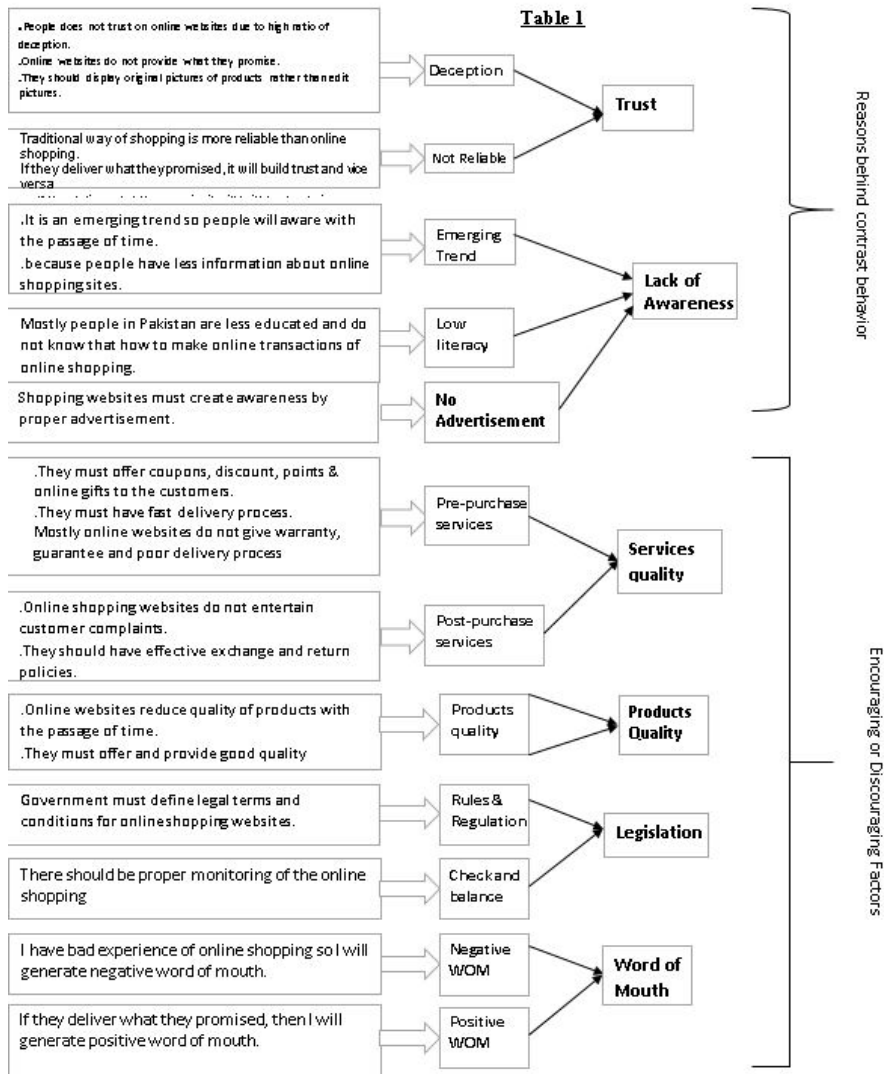 Table 1
.People does not trust on online websites due to high ratio of
deception.
.Online websites do not provide what they promise.
.They should display original pictures of products rather than edit
pictures.
Deception
Trust
Traditional way of shopping is more reliable than online
shopping.
If they deliver what they promised, it will build trust and vice
versa
Not Reliable
.It is an emerging trend so people will aware with
the passage of time.
.because people have less information about online
shopping sites.
Emerging
Trend
Lack of
Awareness
Mostly people in Pakistan are less educated and do
not know that how to make online transactions of
online shopping.
Low
literacy
Shopping websites must create awareness by
proper advertisement.
No
Advertisement
Reasons behind contrast behavior
.They must offer coupons, discount, points &
online gifts to the customers.
.They must have fast delivery process.
Mostly online websites do not give warranty,
guarantee and poor delivery process
Pre-purchase
services
Services
quality
.Online shopping websites do not entertain
customer complaints.
.They should have effective exchange and return
policies.
Post-purchase
services
.Online websites reduce quality of products with
the passage of time.
.They must offer and provide good quality
Products
quality
Products
Quality
Government must define legal terms and
conditions for online shopping websites.
Rules &
Regulation
Legislation
There should be proper monitoring of the online
shopping
Check and
balance
I have bad experience of online shopping so I will
generate negative word of mouth.
Negative
WOM
Word of
Mouth
If they deliver what they promised, then I will
generate positive word of mouth.
Positive
WOM
Encouraging or Discouraging Factors